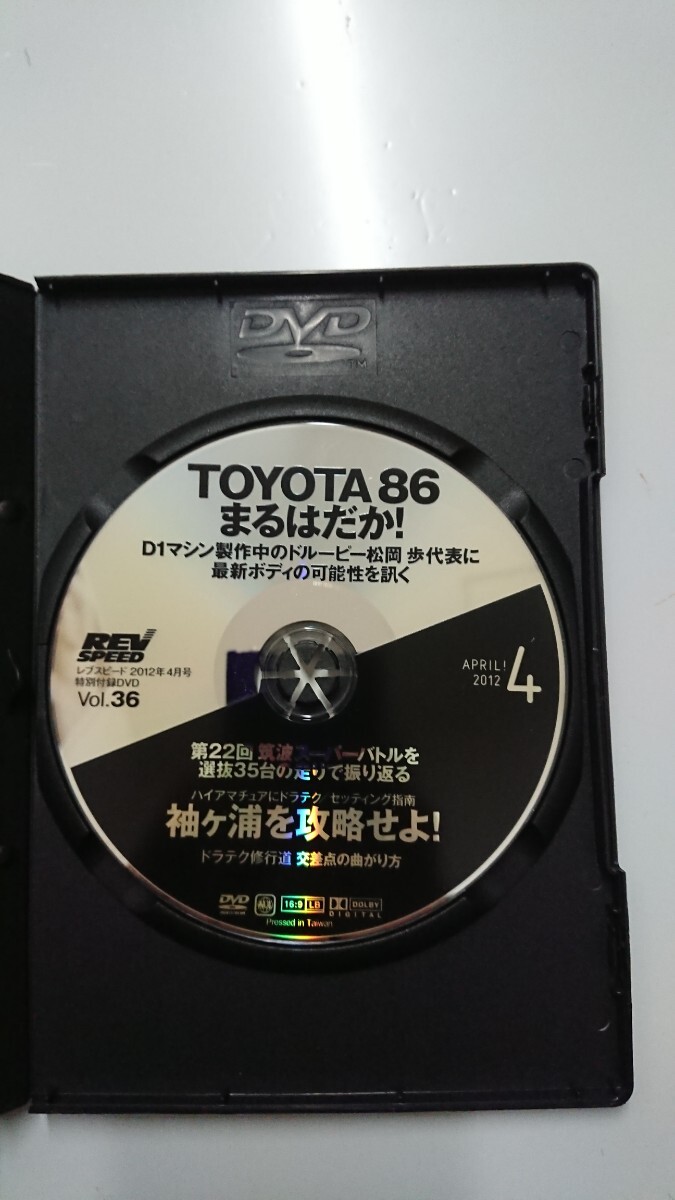 DVD
TM
TOYOTA 86
まるはだか!
D1マシン製作中のドルーピー松岡 歩代表に
最新ボディの可能性を訊く
REV
SPEED
レブスピード 2012年4月号
特別付録DVD
Vol.36
APRIL!
2012
4
第22回 筑波スーパーバトルを
選抜35台の走りで振り返る
ハイアマチュアにドラテク/セッティング指南
袖ヶ浦を攻略せよ!
ドラテク修行道 交差点の曲がり方
DVD
16:9 LB
DOLBY
DIGITAL
Pressed in Taiwan